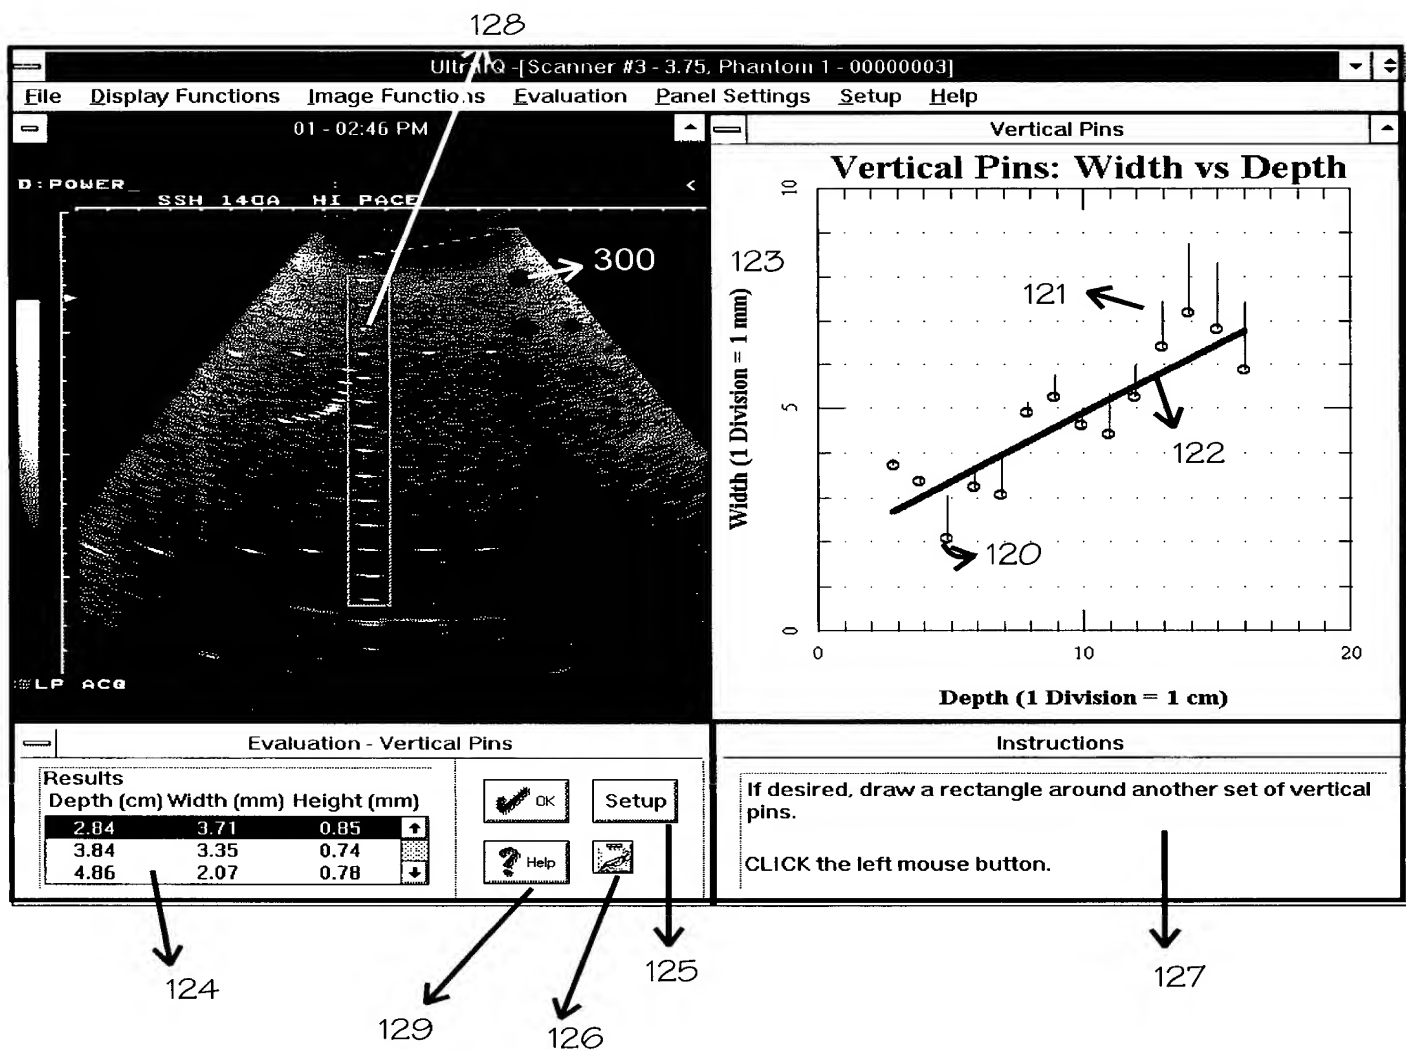 128
UltraIQ -[Scanner #3 - 3.75, Phantom 1 - 00000003]
File Display Functions Image Functions Evaluation Panel Settings Setup Help
01 - 02:46 PM
D:POWER_ : <
SSH 140A HI PACE
300
LP ACQ
Vertical Pins
Vertical Pins: Width vs Depth
10
5
0
123
Width (1 Division = 1 mm)
121
122
120
0 10 20
Depth (1 Division = 1 cm)
Evaluation - Vertical Pins
Results
Depth (cm) Width (mm) Height (mm)
2.84 3.71 0.85
3.84 3.35 0.74
4.86 2.07 0.78
OK
Setup
Help
Instructions
If desired, draw a rectangle around another set of vertical
pins.
CLICK the left mouse button.
124
129
126
125
127